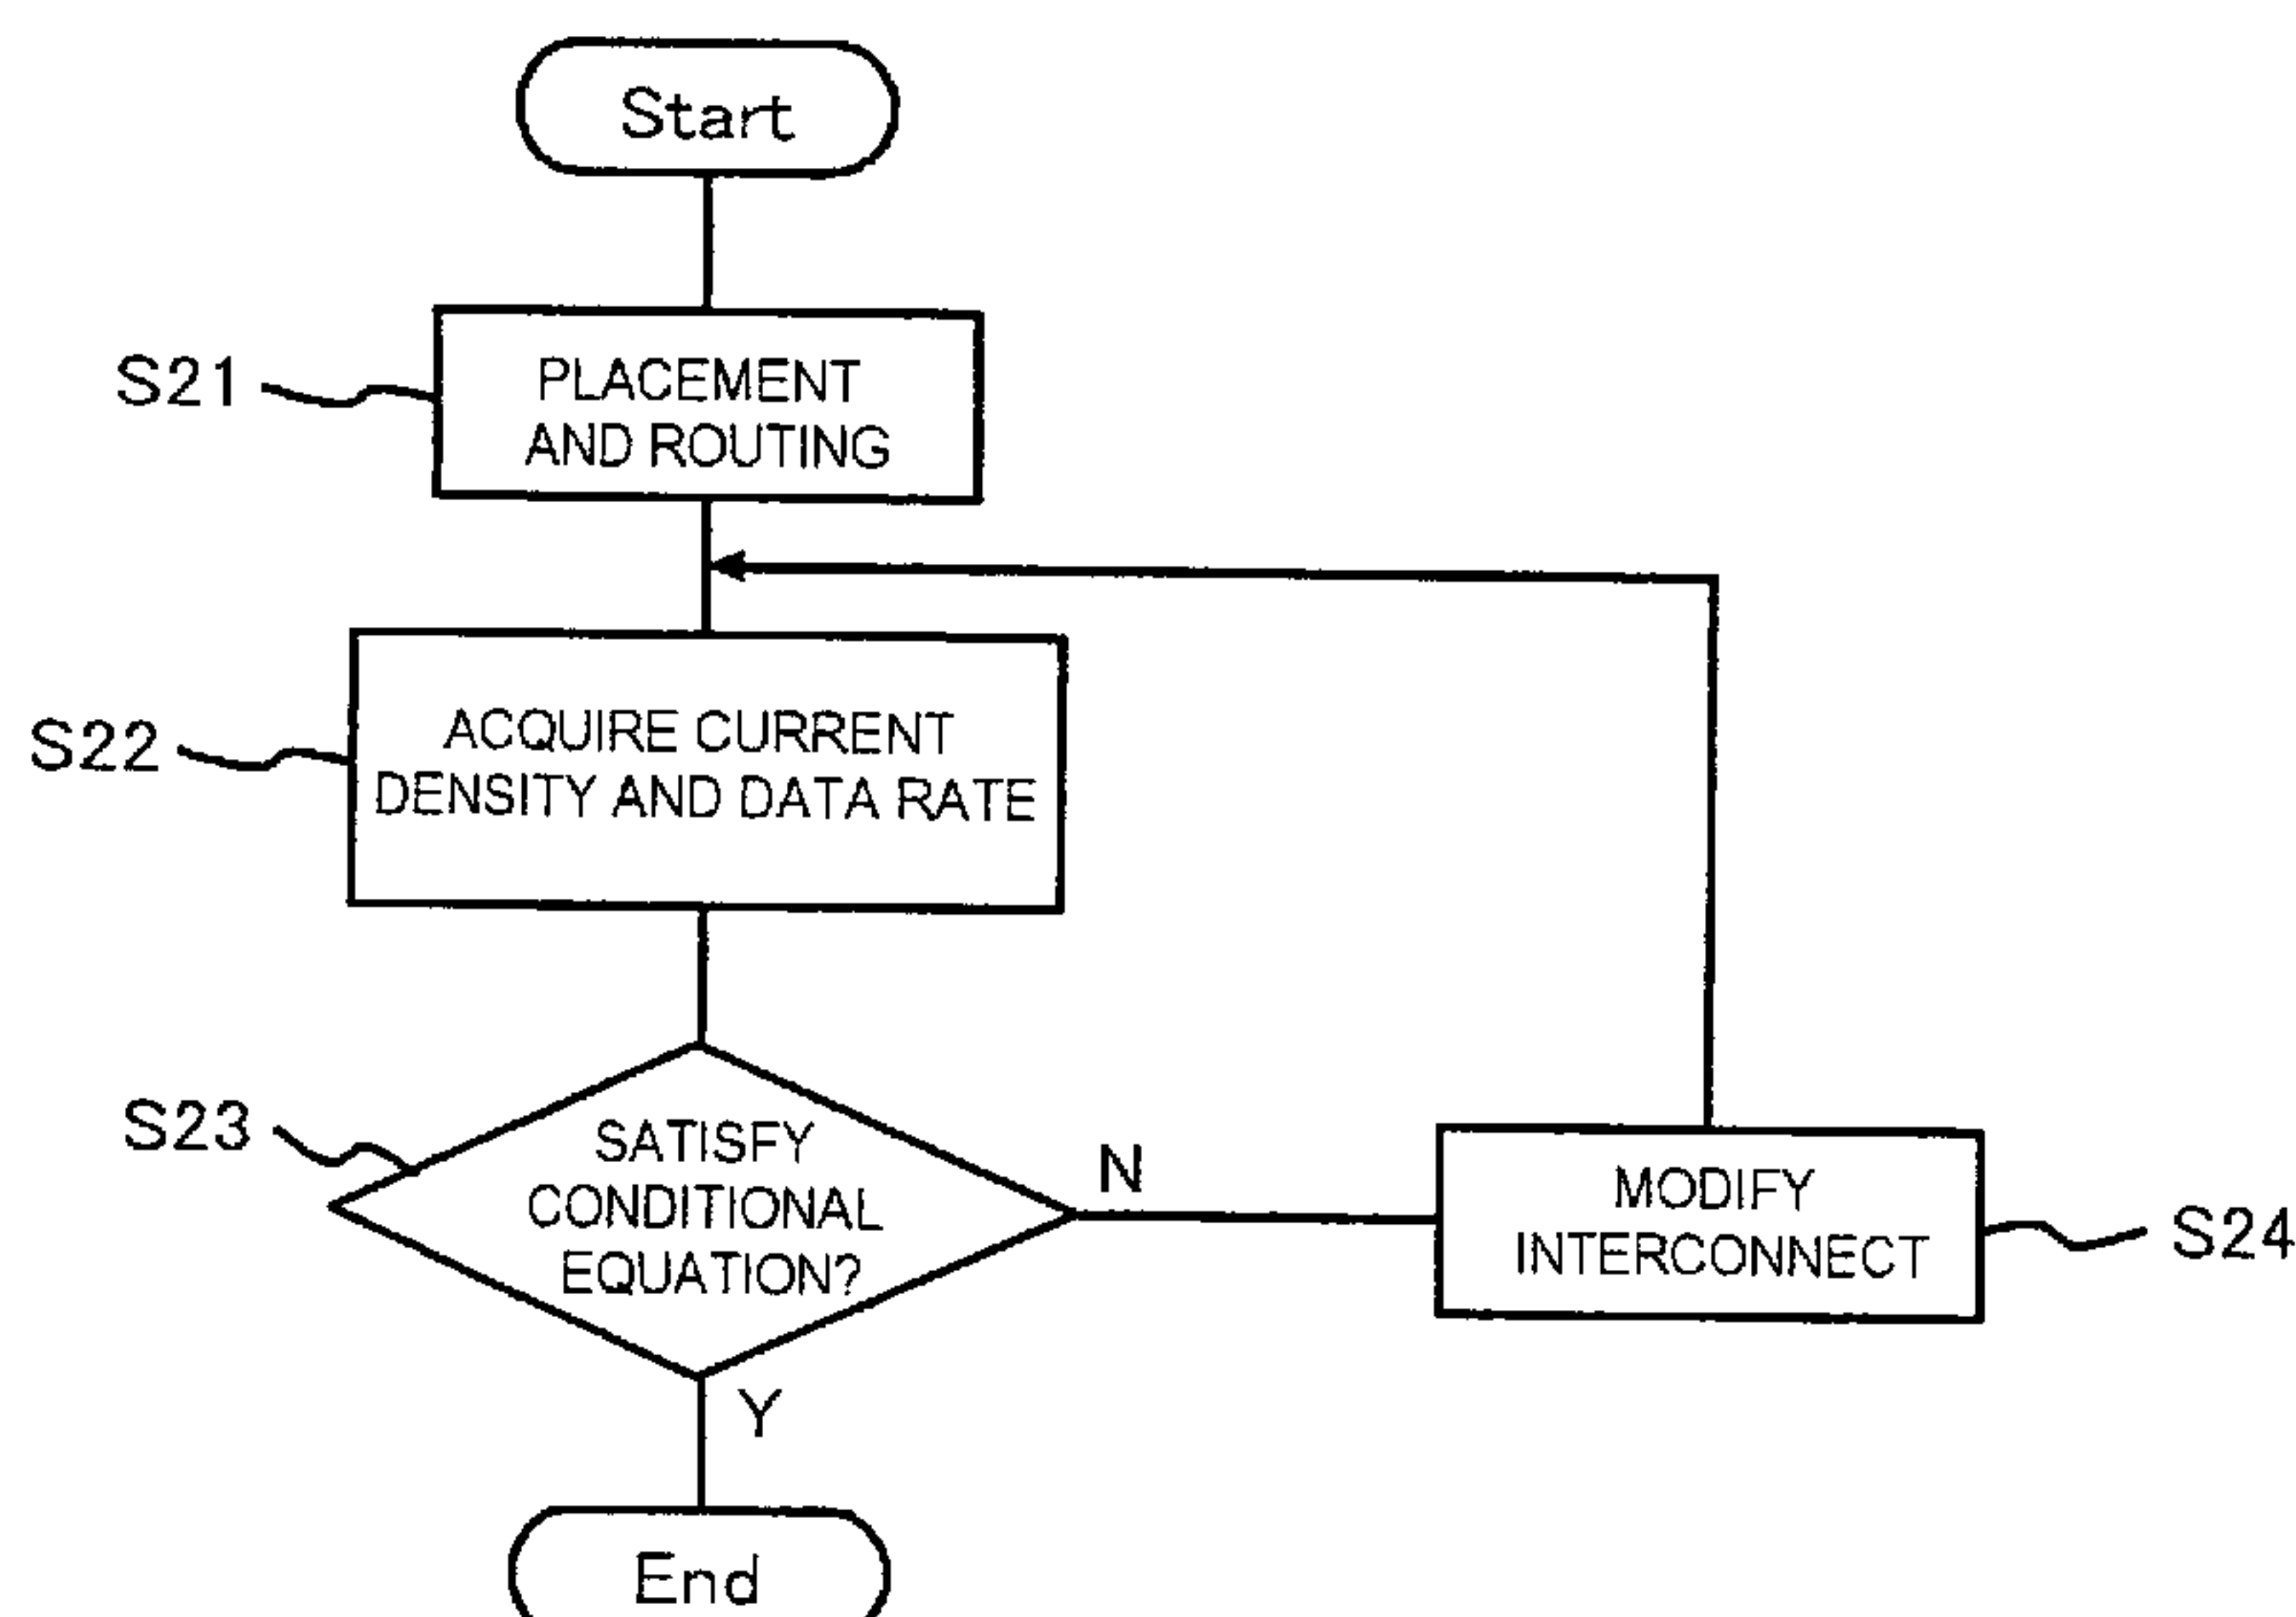 Start
S21
PLACEMENT
AND ROUTING
S22
ACQUIRE CURRENT
DENSITY AND DATA RATE
S23
SATISFY
CONDITIONAL
EQUATION?
N
MODIFY
INTERCONNECT
S24
Y
End